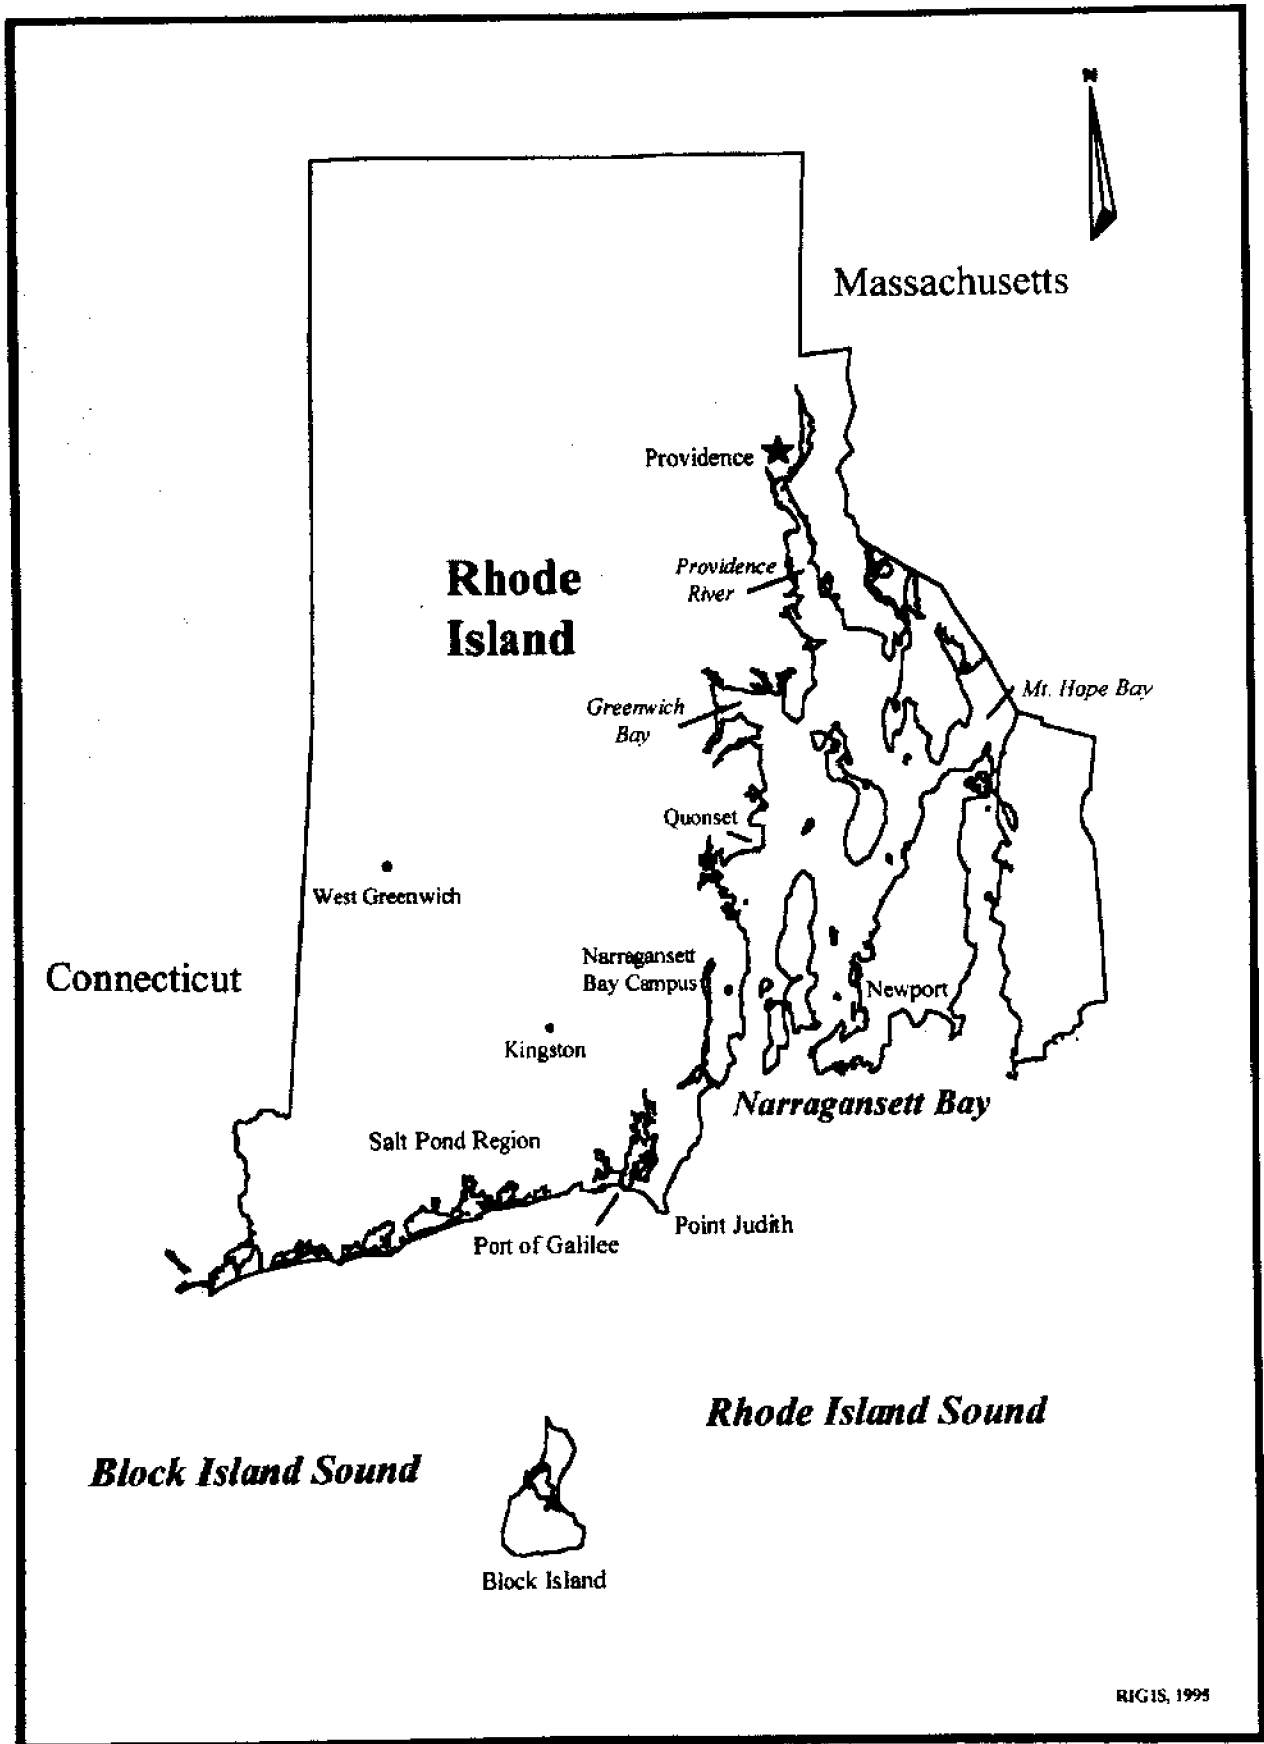 N
Massachusetts
Providence
Rhode
Island
Providence
River
Mt. Hope Bay
Greenwich
Bay
Quonset
West Greenwich
Connecticut
Narragansett
Bay Campus
Newport
Kingston
Narragansett Bay
Salt Pond Region
Point Judith
Port of Galilee
Rhode Island Sound
Block Island Sound
Block Island
RIGIS, 1995